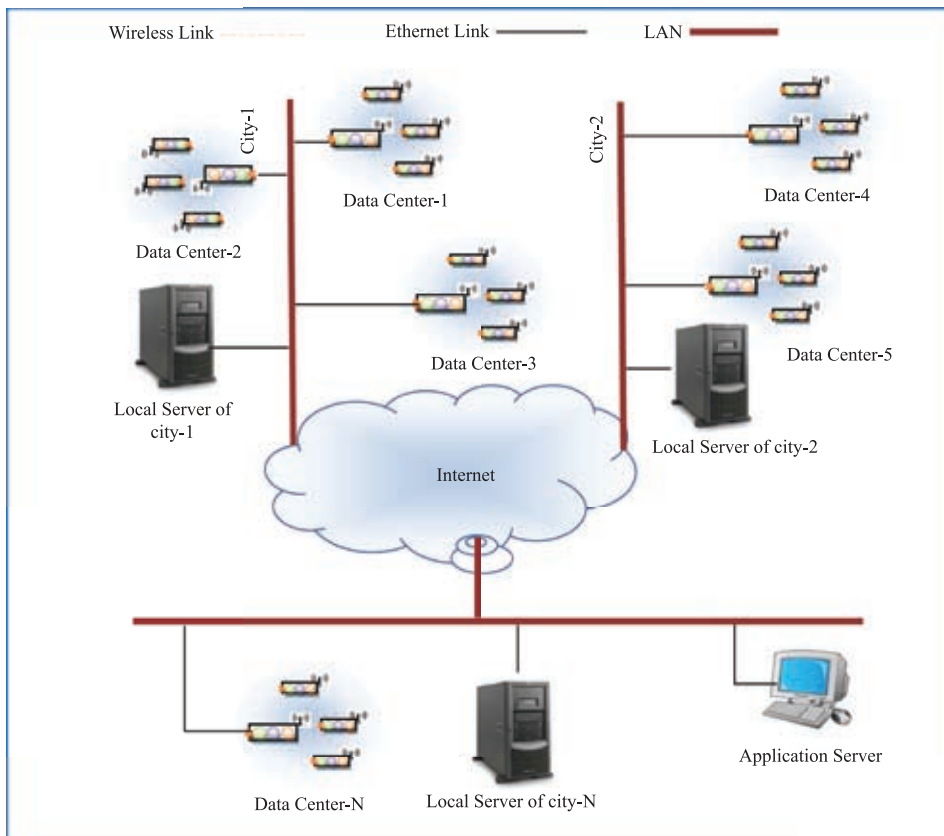 Wireless Link
Ethernet Link
LAN
City-1
City-2
Data Center-1
Data Center-4
Data Center-2
Data Center-3
Data Center-5
Local Server of
city-1
Local Server of city-2
Internet
Data Center-N
Local Server of city-N
Application Server